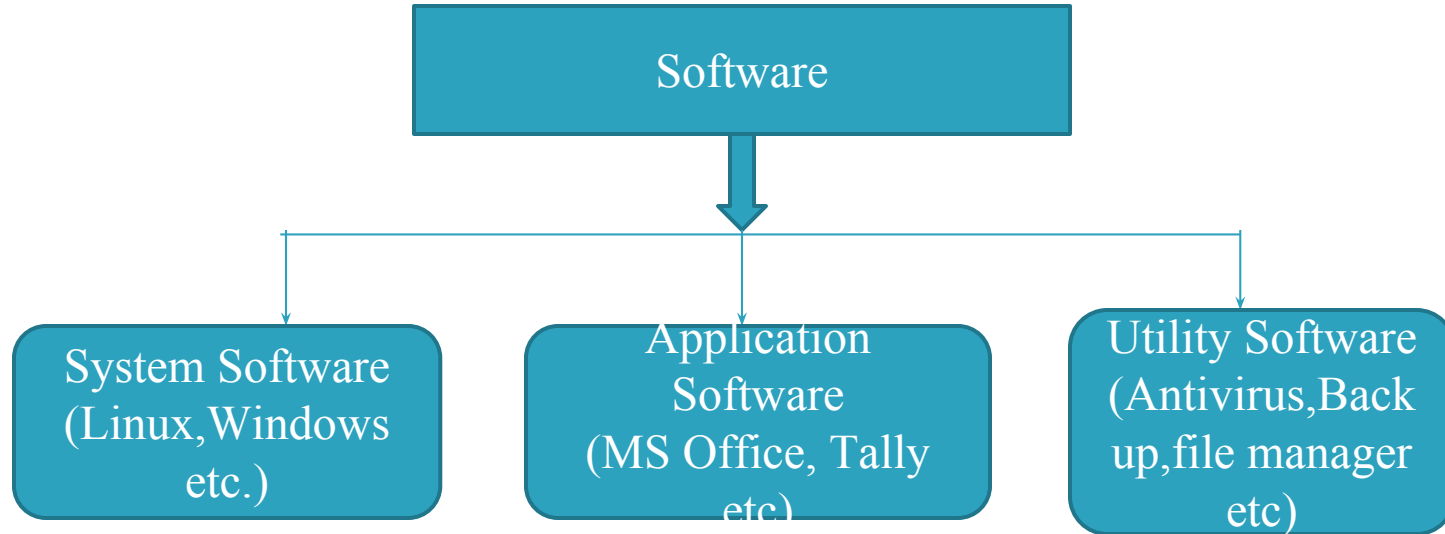 Software
System Software
(Linux,Windows
etc.)
Application
Software
(MS Office, Tally
etc)
Utility Software
(Antivirus,Back
up,file manager
etc)